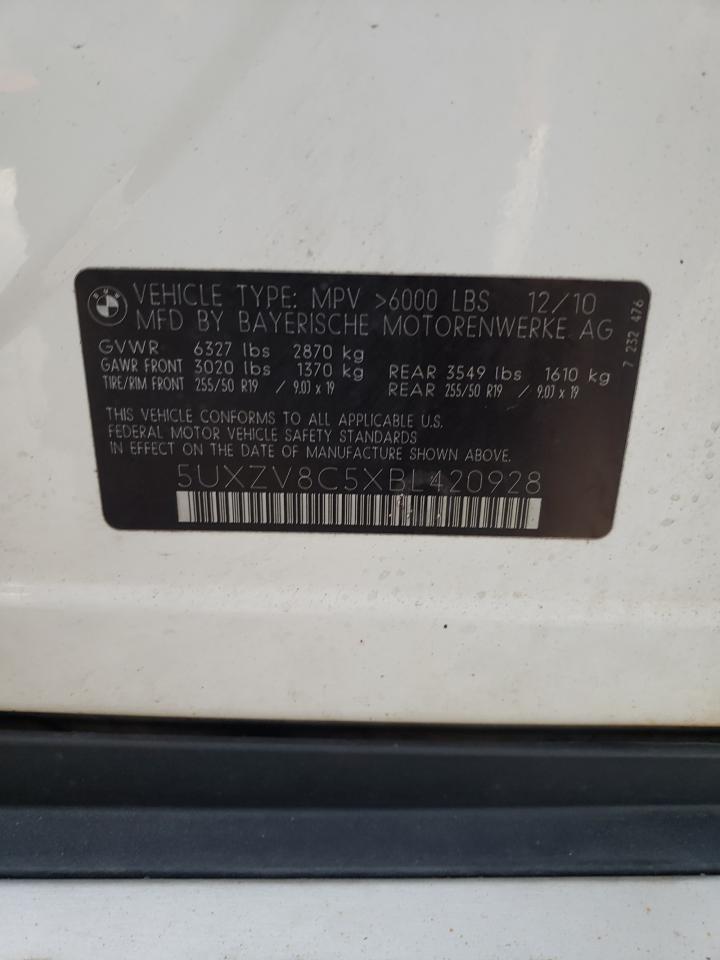 BMW
VEHICLE TYPE: MPV >6000 LBS 12/10
MFD BY BAYERISCHE MOTORENWERKE AG
GVWR 6327 lbs 2870 kg
GAWR FRONT 3020 lbs 1370 kg REAR 3549 lbs 1610 kg
TIRE/RIM FRONT 255/50 R19 / 9.0J x 19 REAR 255/50 R19 / 9.0J x 19
THIS VEHICLE CONFORMS TO ALL APPLICABLE U.S.
FEDERAL MOTOR VEHICLE SAFETY STANDARDS
IN EFFECT ON THE DATE OF MANUFACTURE SHOWN ABOVE
5UXZV8C5XBL420928
7 232 476